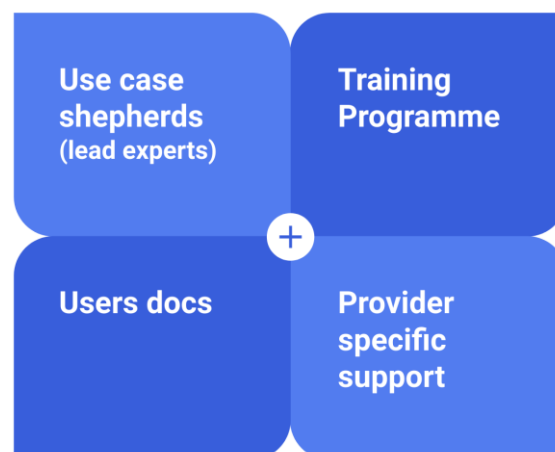 Use case
shepherds
(lead experts)
Training
Programme
Users docs
Provider
specific
support